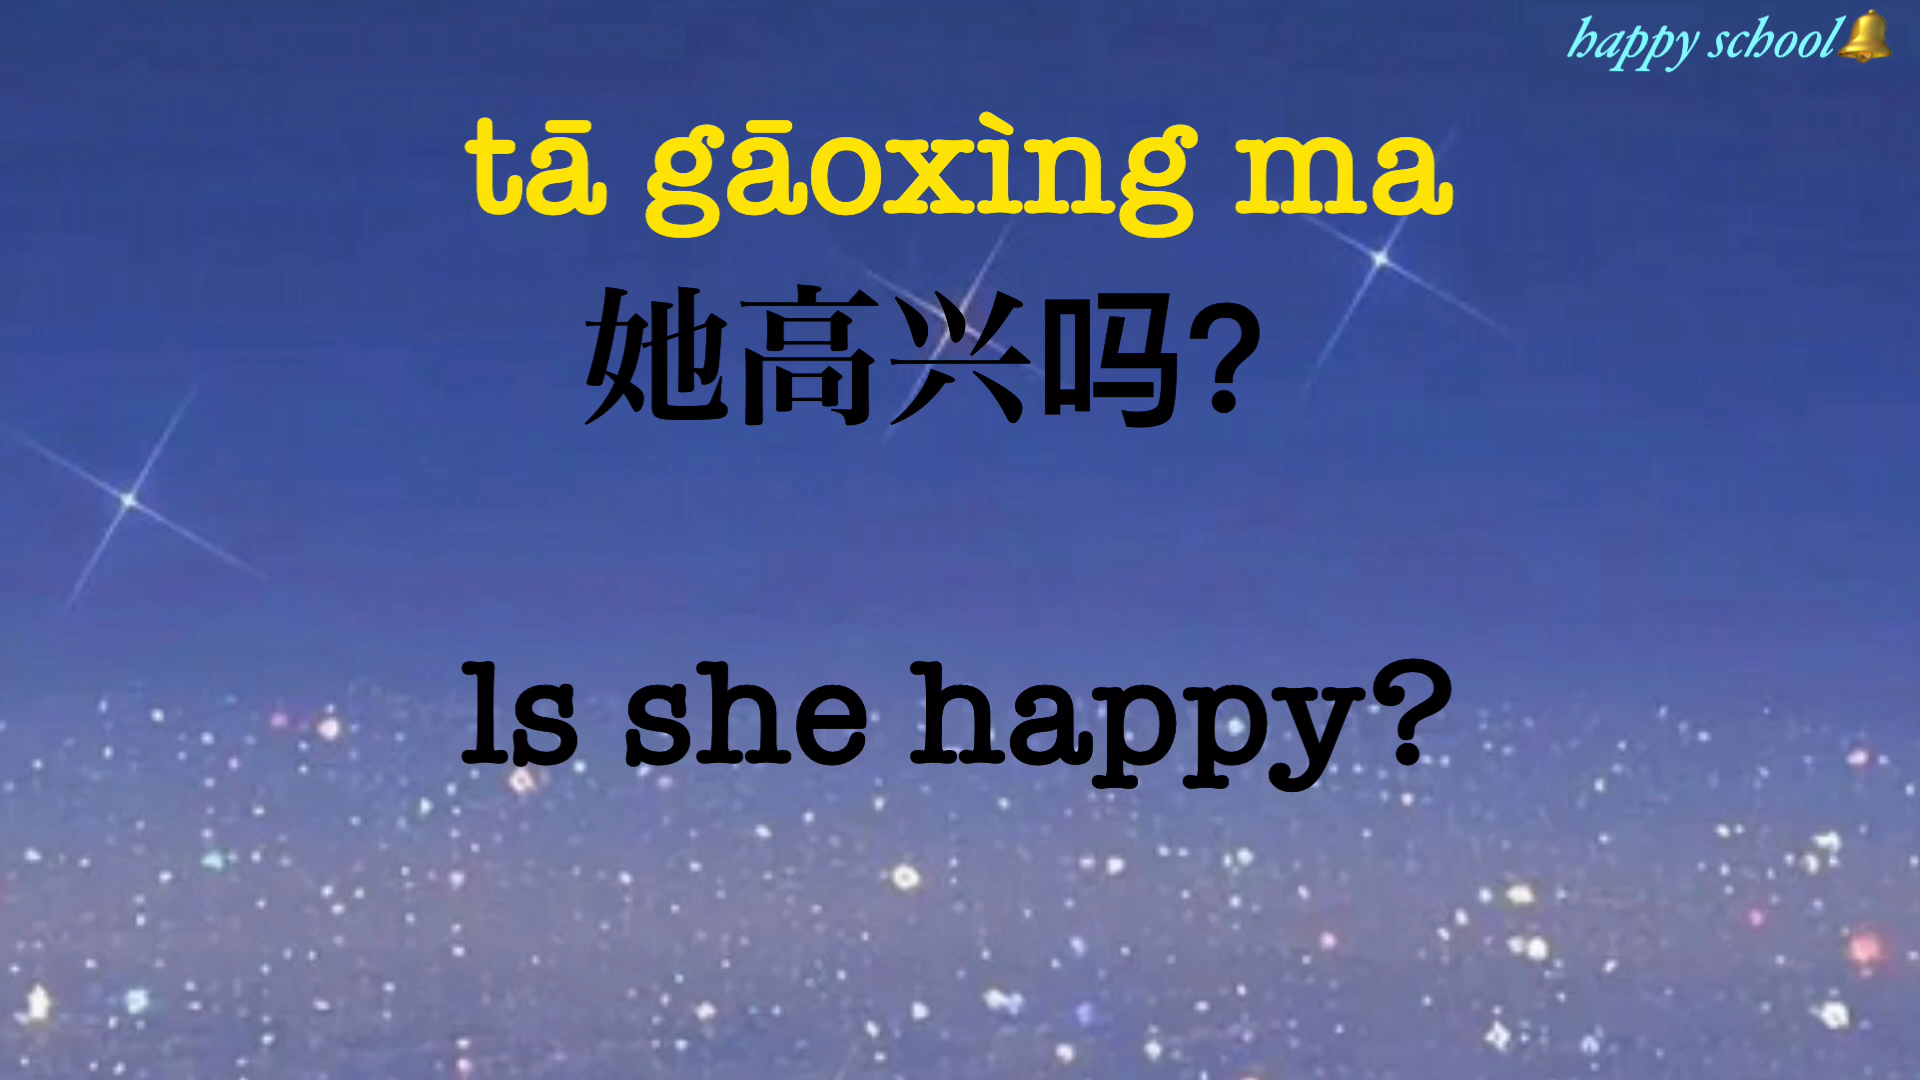 happy school🔔
tā gāoxìng ma
她高兴吗?
ls she happy?